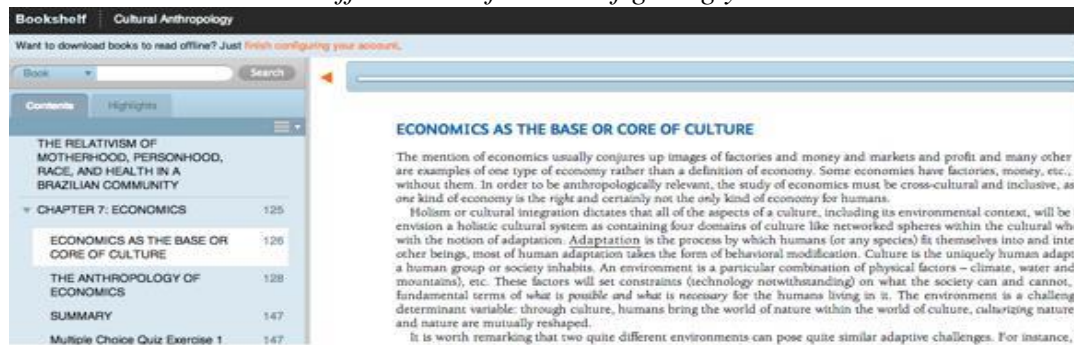 Bookshelf Cultural Anthropology
Want to download books to read offline? Just finish configuring your account.
Book Search
Contents Highlights
THE RELATIVISM OF
MOTHERHOOD, PERSONHOOD,
RACE, AND HEALTH IN A
BRAZILIAN COMMUNITY
CHAPTER 7: ECONOMICS 125
ECONOMICS AS THE BASE OR 126
CORE OF CULTURE
THE ANTHROPOLOGY OF 128
ECONOMICS
SUMMARY 147
Multiple Choice Quiz Exercise 1 147
ECONOMICS AS THE BASE OR CORE OF CULTURE
The mention of economics usually conjures up images of factories and money and markets and profit and many other
are examples of one type of economy rather than a definition of economy. Some economies have factories, money, etc.,
without them. In order to be anthropologically relevant, the study of economics must be cross-cultural and inclusive, as
one kind of economy is the right and certainly not the only kind of economy for humans.
Holism or cultural integration dictates that all of the aspects of a culture, including its environmental context, will be
envision a holistic cultural system as containing four domains of culture like networked spheres within the cultural who
with the notion of adaptation. Adaptation is the process by which humans (or any species) fit themselves into and inte
other beings, most of human adaptation takes the form of behavioral modification. Culture is the uniquely human adapt
a human group or society inhabits. An environment is a particular combination of physical factors – climate, water and
mountains), etc. These factors will set constraints (technology notwithstanding) on what the society can and cannot,
fundamental terms of what is possible and what is necessary for the humans living in it. The environment is a challeng
determinant variable: through culture, humans bring the world of nature within the world of culture, culturizing nature
and nature are mutually reshaped.
It is worth remarking that two quite different environments can pose quite similar adaptive challenges. For instance,